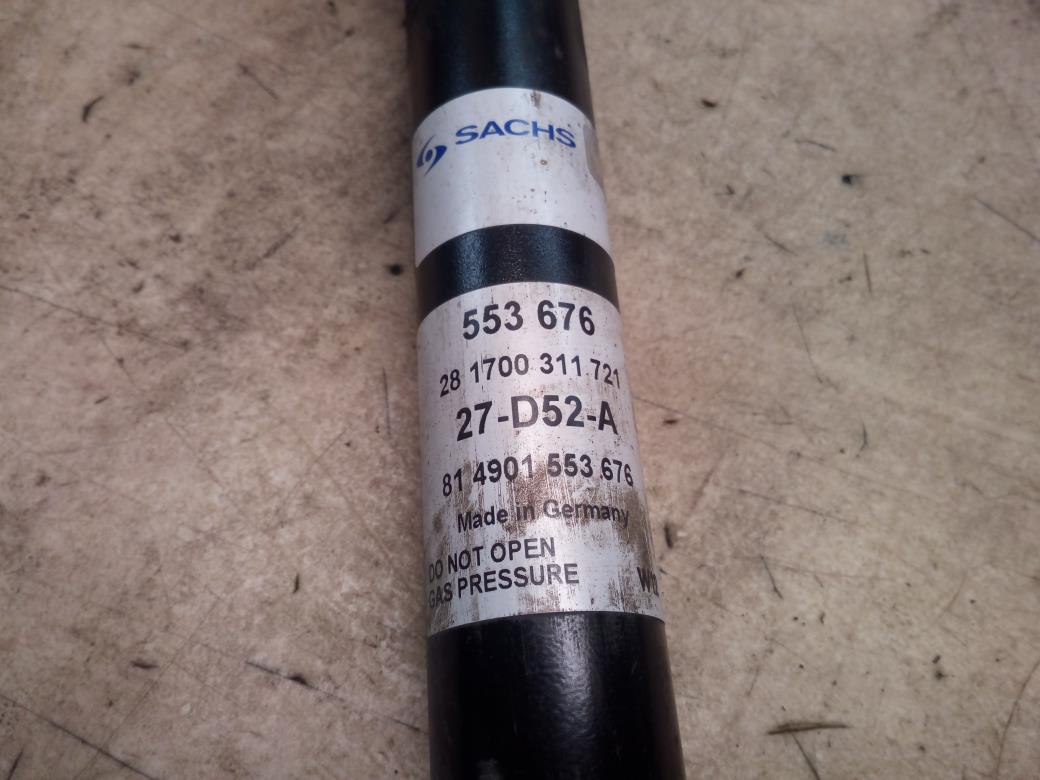 SACHS
553 676
28 1700 311 721
27-D52-A
81 4901 553 676
Made in Germany
DO NOT OPEN
GAS PRESSURE